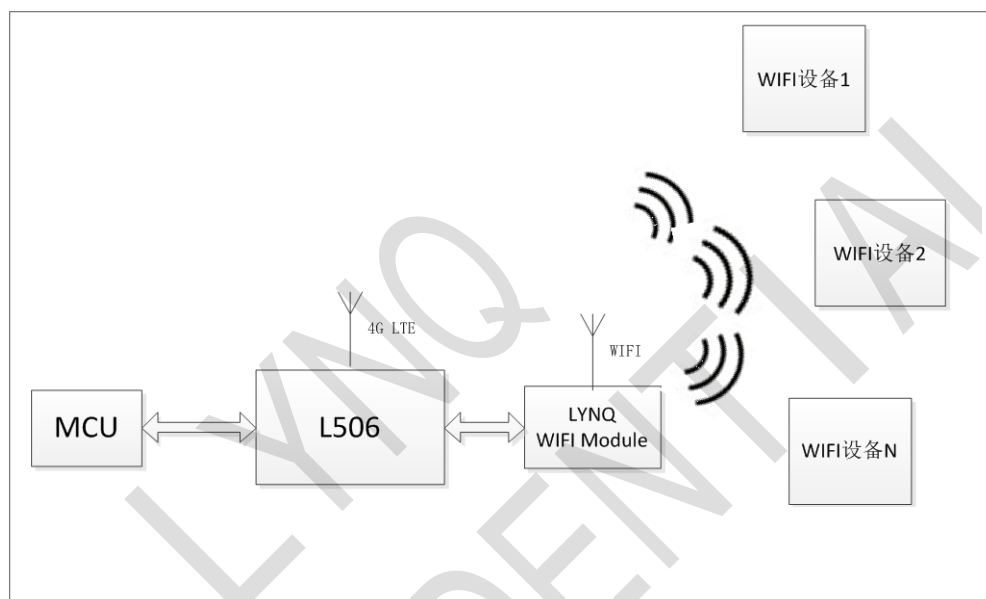 WIFI设备1
WIFI设备2
4G LTE
WIFI
MCU
L506
LYNQ
WIFI Module
WIFI设备N
LYNQ
DENTIAL